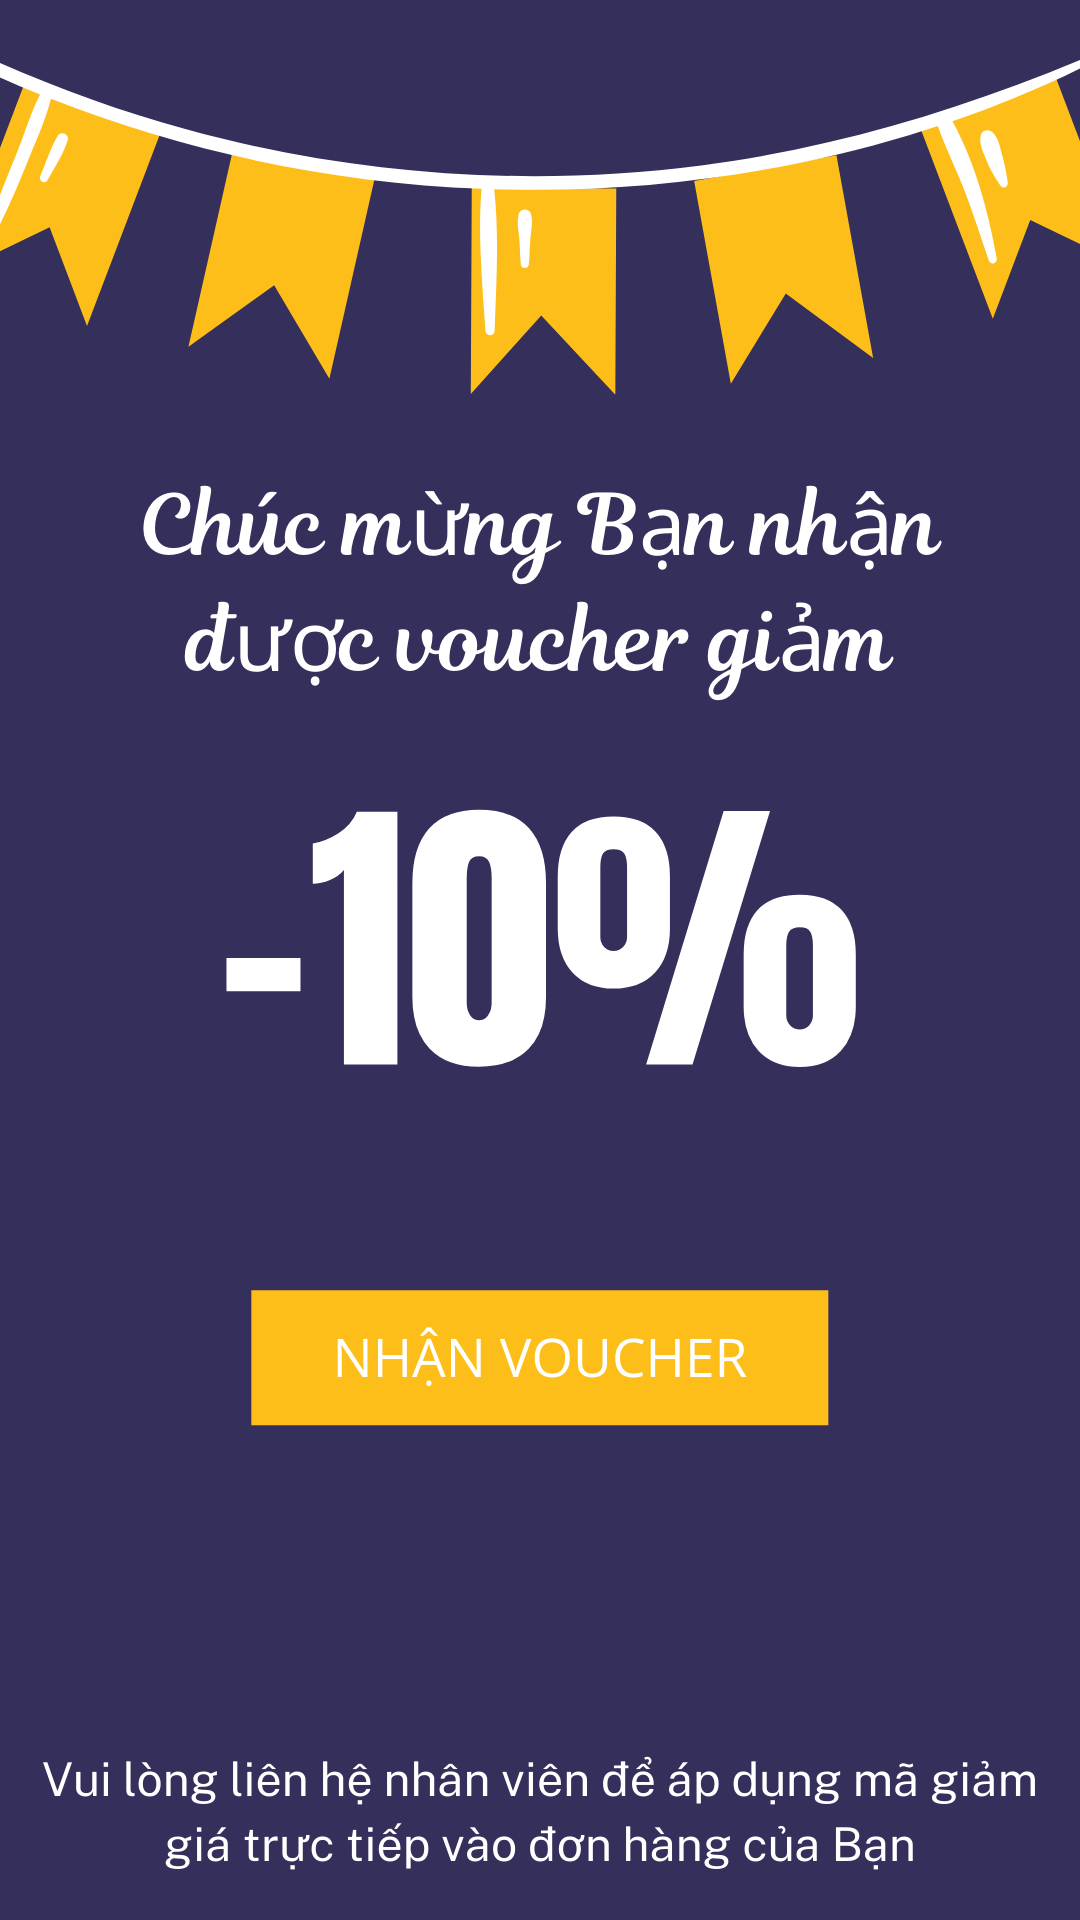 Chúc mừng Bạn nhận
được voucher giảm
-10%
NHẬN VOUCHER
Vui lòng liên hệ nhân viên để áp dụng mã giảm
giá trực tiếp vào đơn hàng của Bạn